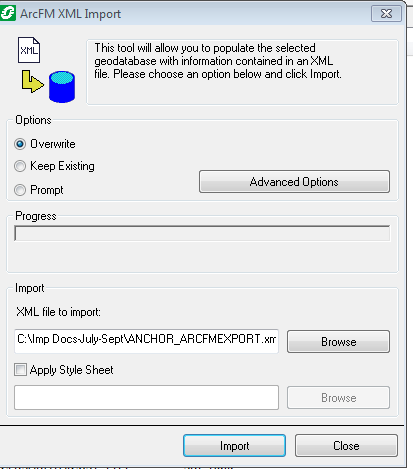 ArcFM XML Import
XML
This tool will allow you to populate the selected
geodatabase with information contained in an XML
file. Please choose an option below and click Import.
Options
Overwrite
Keep Existing
Prompt
Advanced Options
Progress
Import
XML file to import:
C:\Imp Docs\July-Sept\ANCHOR_ARCFMEXPORT.xm
Browse
Apply Style Sheet
Browse
Import
Close